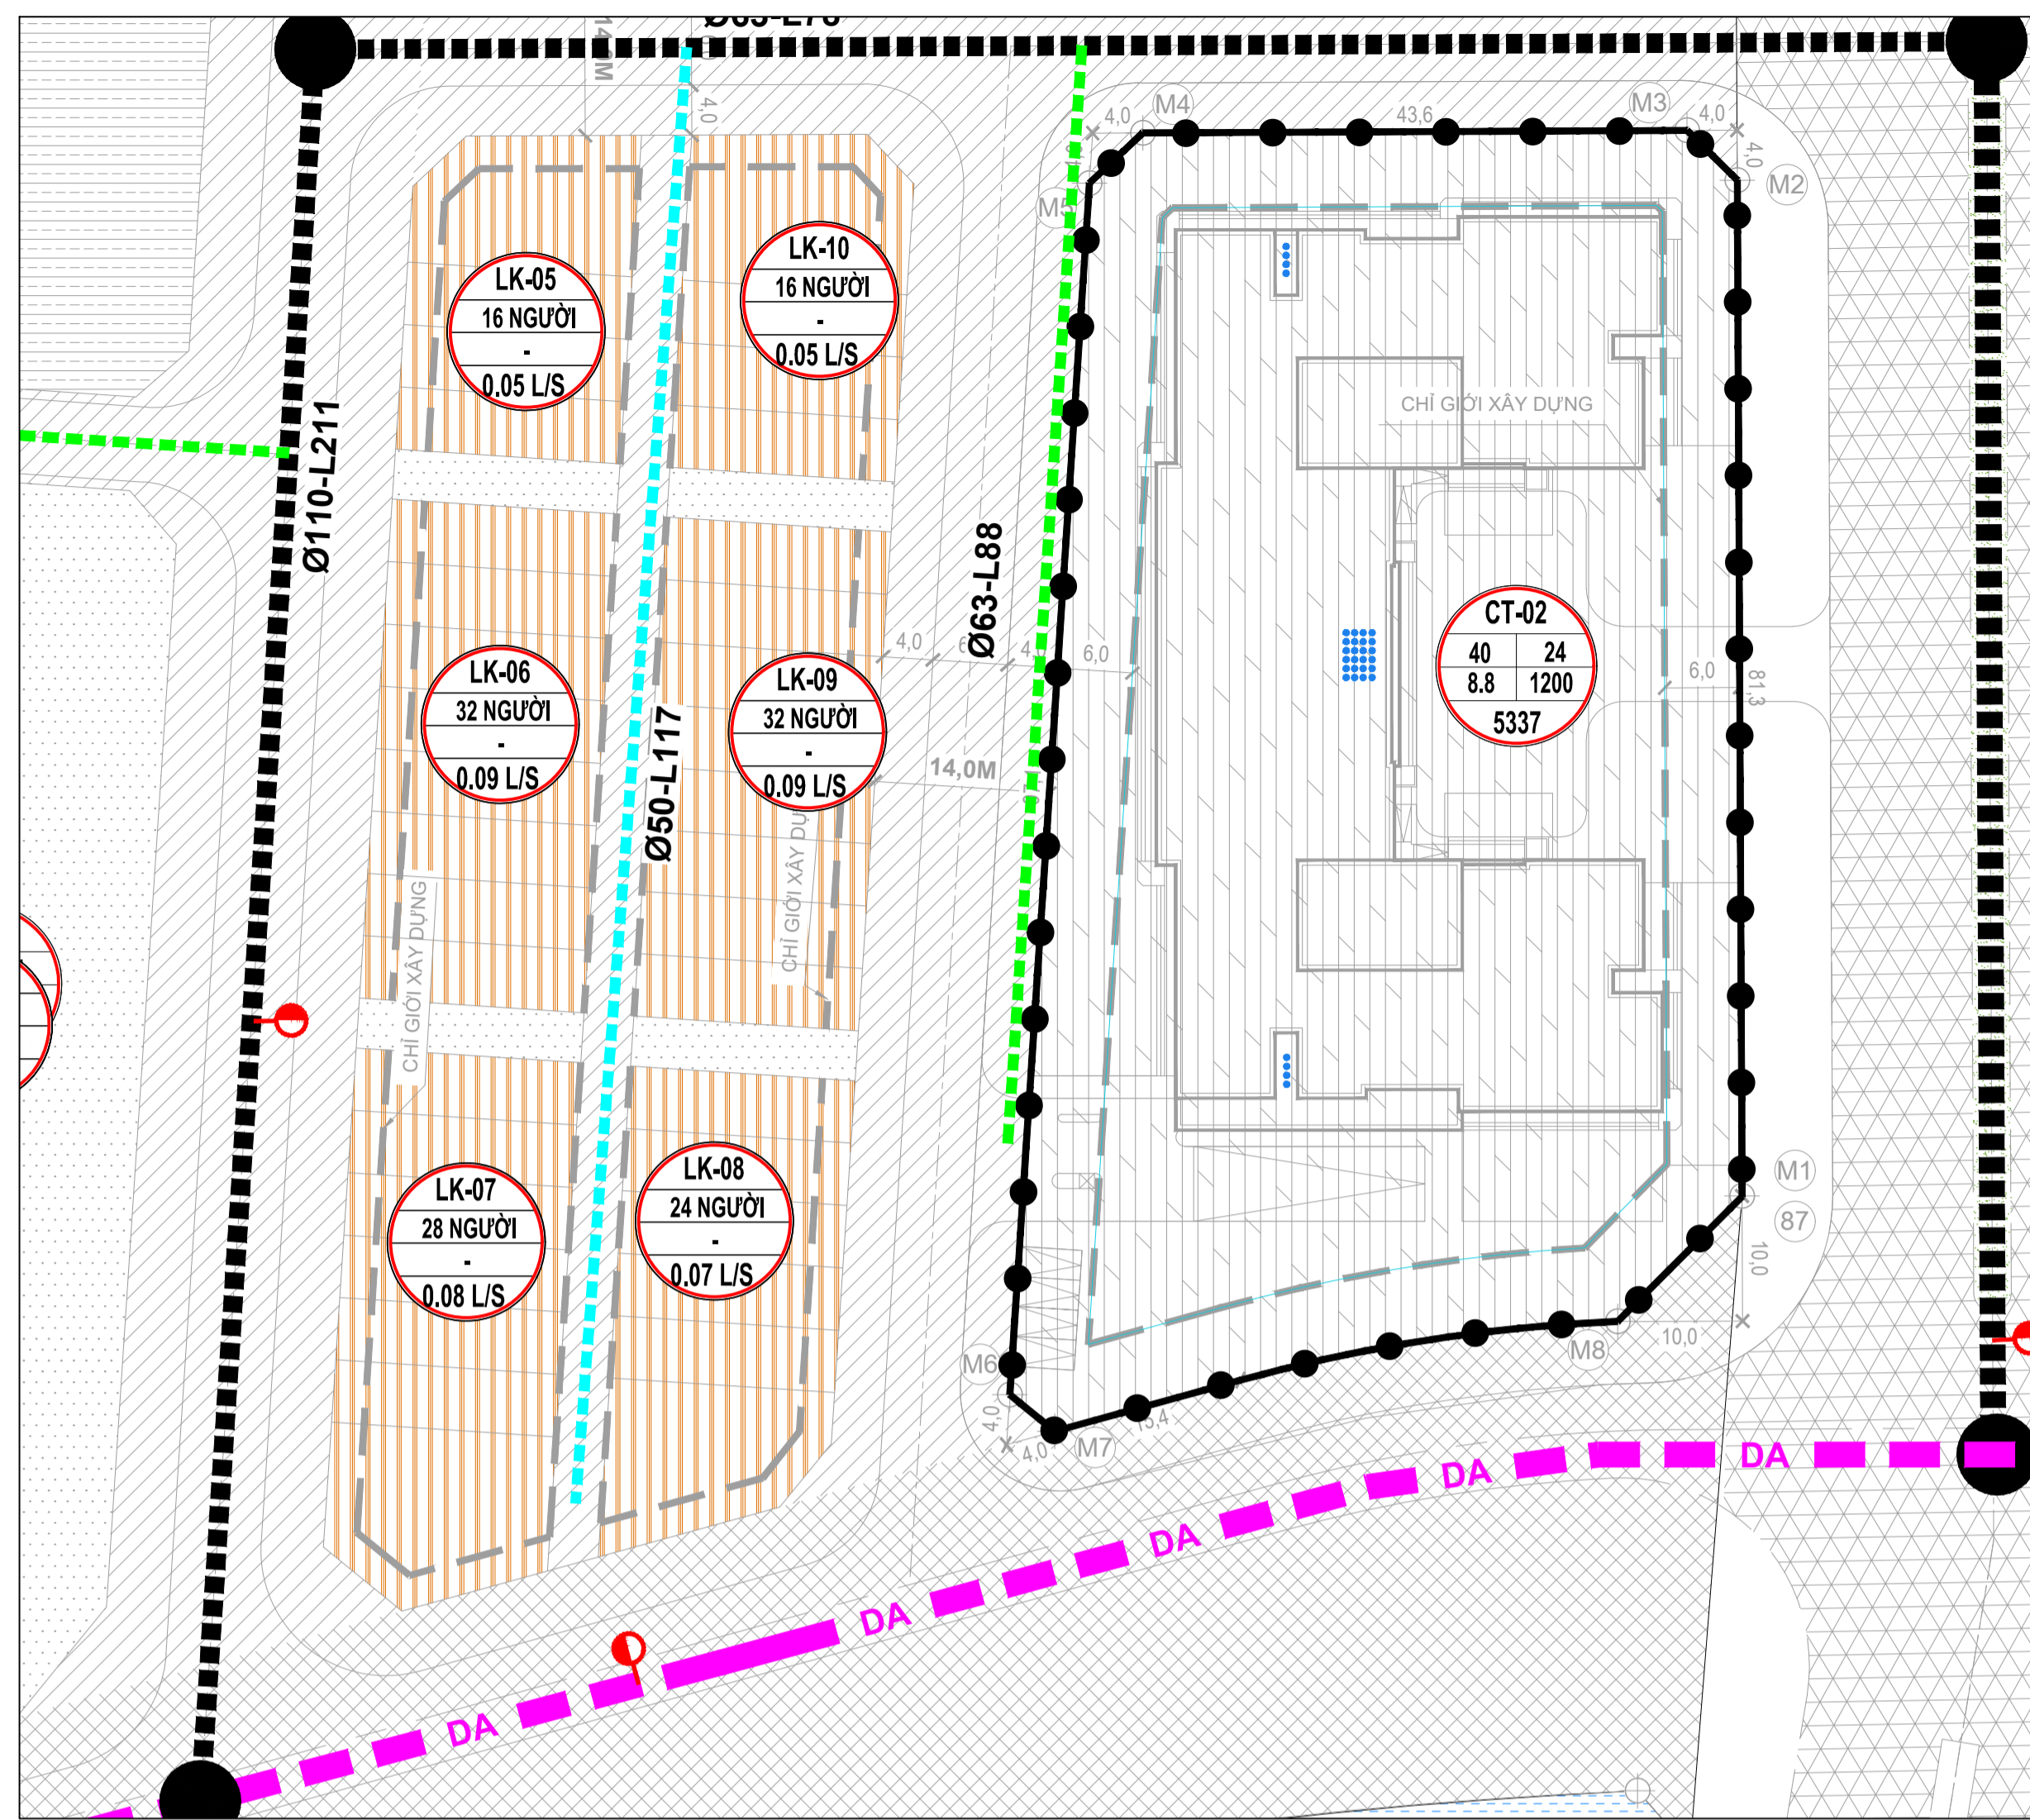 14,0M
4,0
4,0
M4
43,6
M3
4,0
4,0
M2
M5
LK-05
16 NGƯỜI
-
0.05 L/S
LK-10
16 NGƯỜI
-
0.05 L/S
Ø110-L211
CHỈ GIỚI XÂY DỰNG
Ø63-L88
4,0
6,0
CT-02
40
24
8.8
1200
5337
6,0
81,3
LK-06
32 NGƯỜI
-
0.09 L/S
LK-09
32 NGƯỜI
-
0.09 L/S
Ø50-L117
14,0M
CHỈ GIỚI XÂY DỰNG
CHỈ GIỚI XÂY DỰNG
LK-07
28 NGƯỜI
-
0.08 L/S
LK-08
24 NGƯỜI
-
0.07 L/S
M1
87
10,0
10,0
M8
M6
4,0
4,0
M7
DA
DA
DA
DA
DA